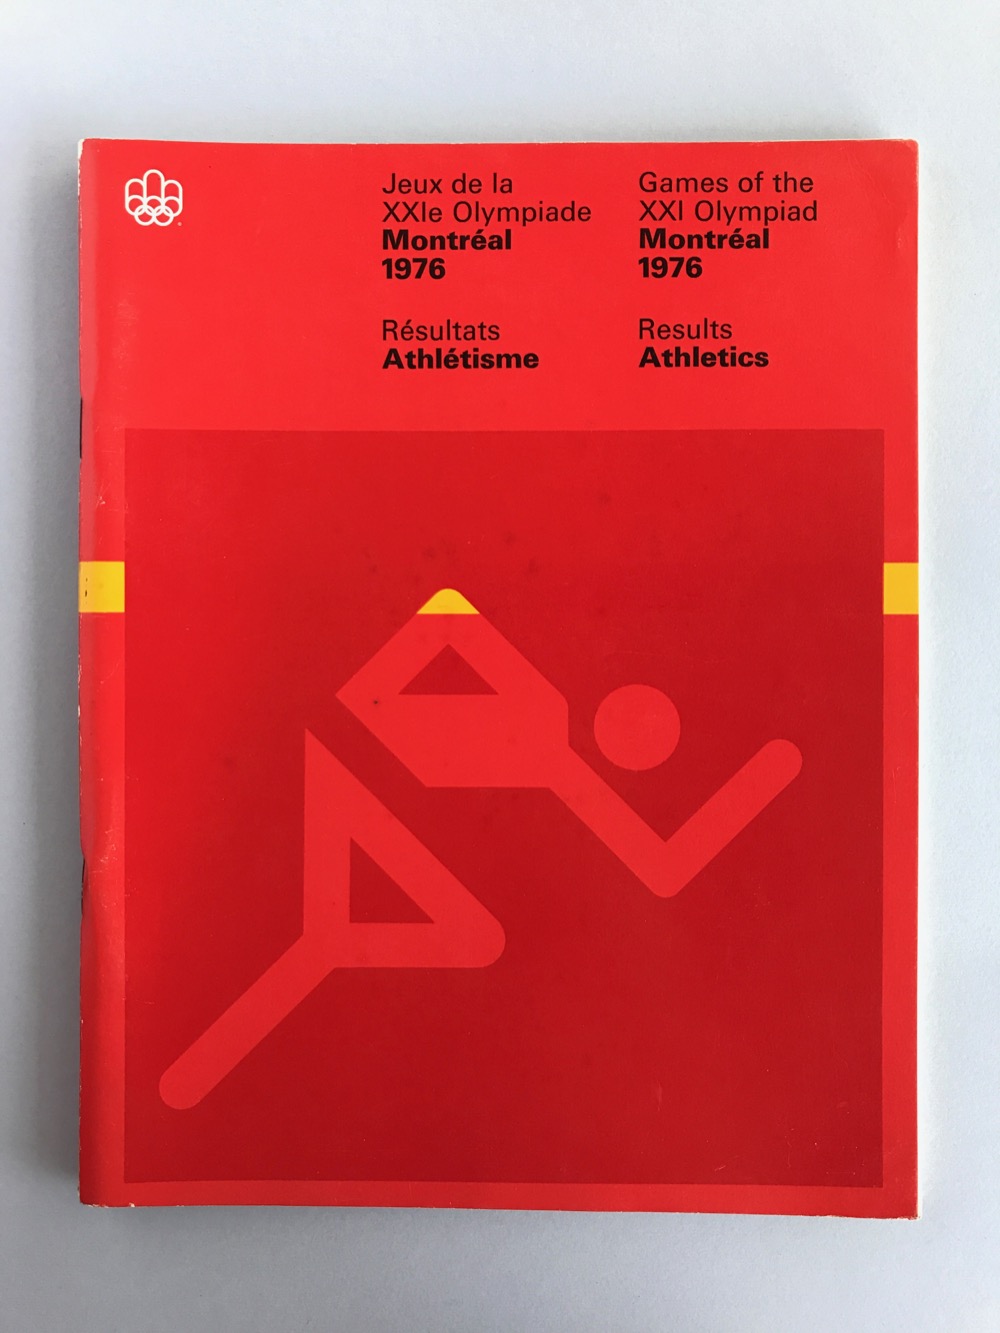 Jeux de la
XXIe Olympiade
Montréal
1976
Résultats
Athlétisme
Games of the
XXI Olympiad
Montréal
1976
Results
Athletics